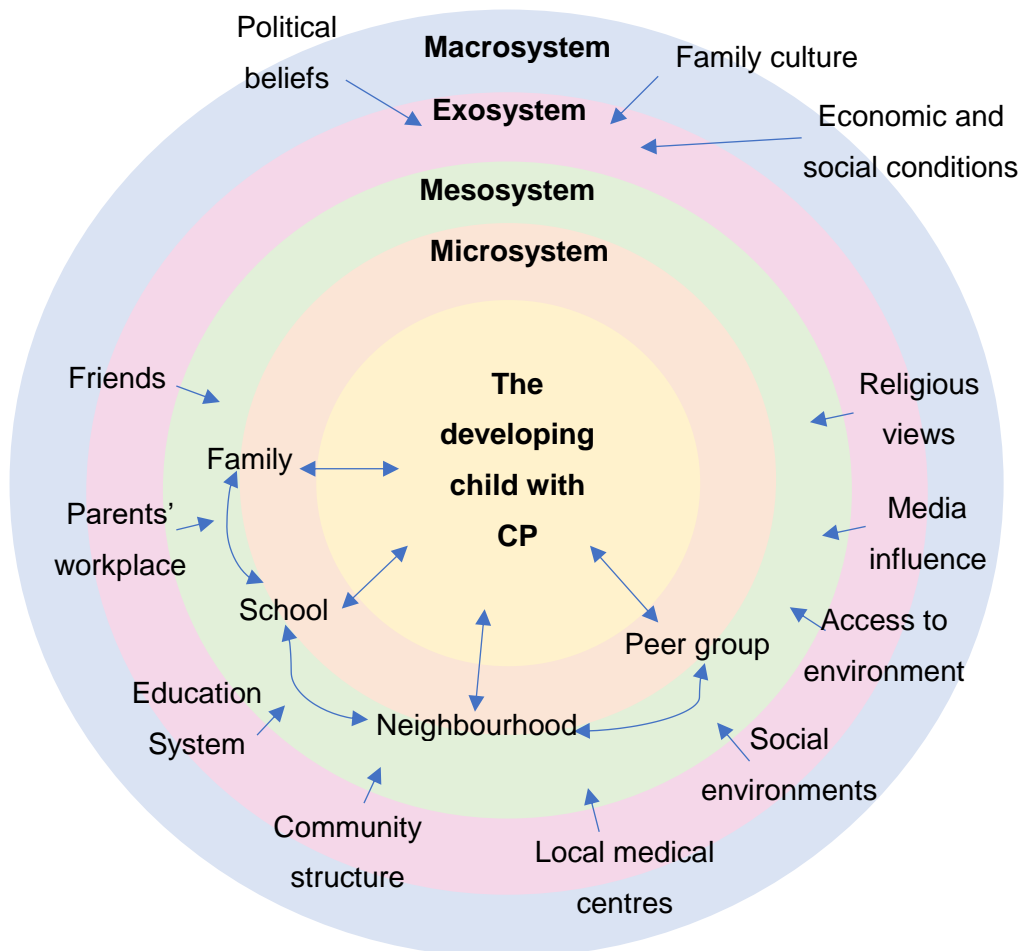 Political
beliefs
Macrosystem
Family culture
Exosystem
Economic and
social conditions
Mesosystem
Microsystem
The
developing
child with
CP
Friends
Family
Parents’
workplace
School
Education
System
Community
structure
Neighbourhood
Local medical
centres
Peer group
Social
environments
Access to
environment
Media
influence
Religious
views